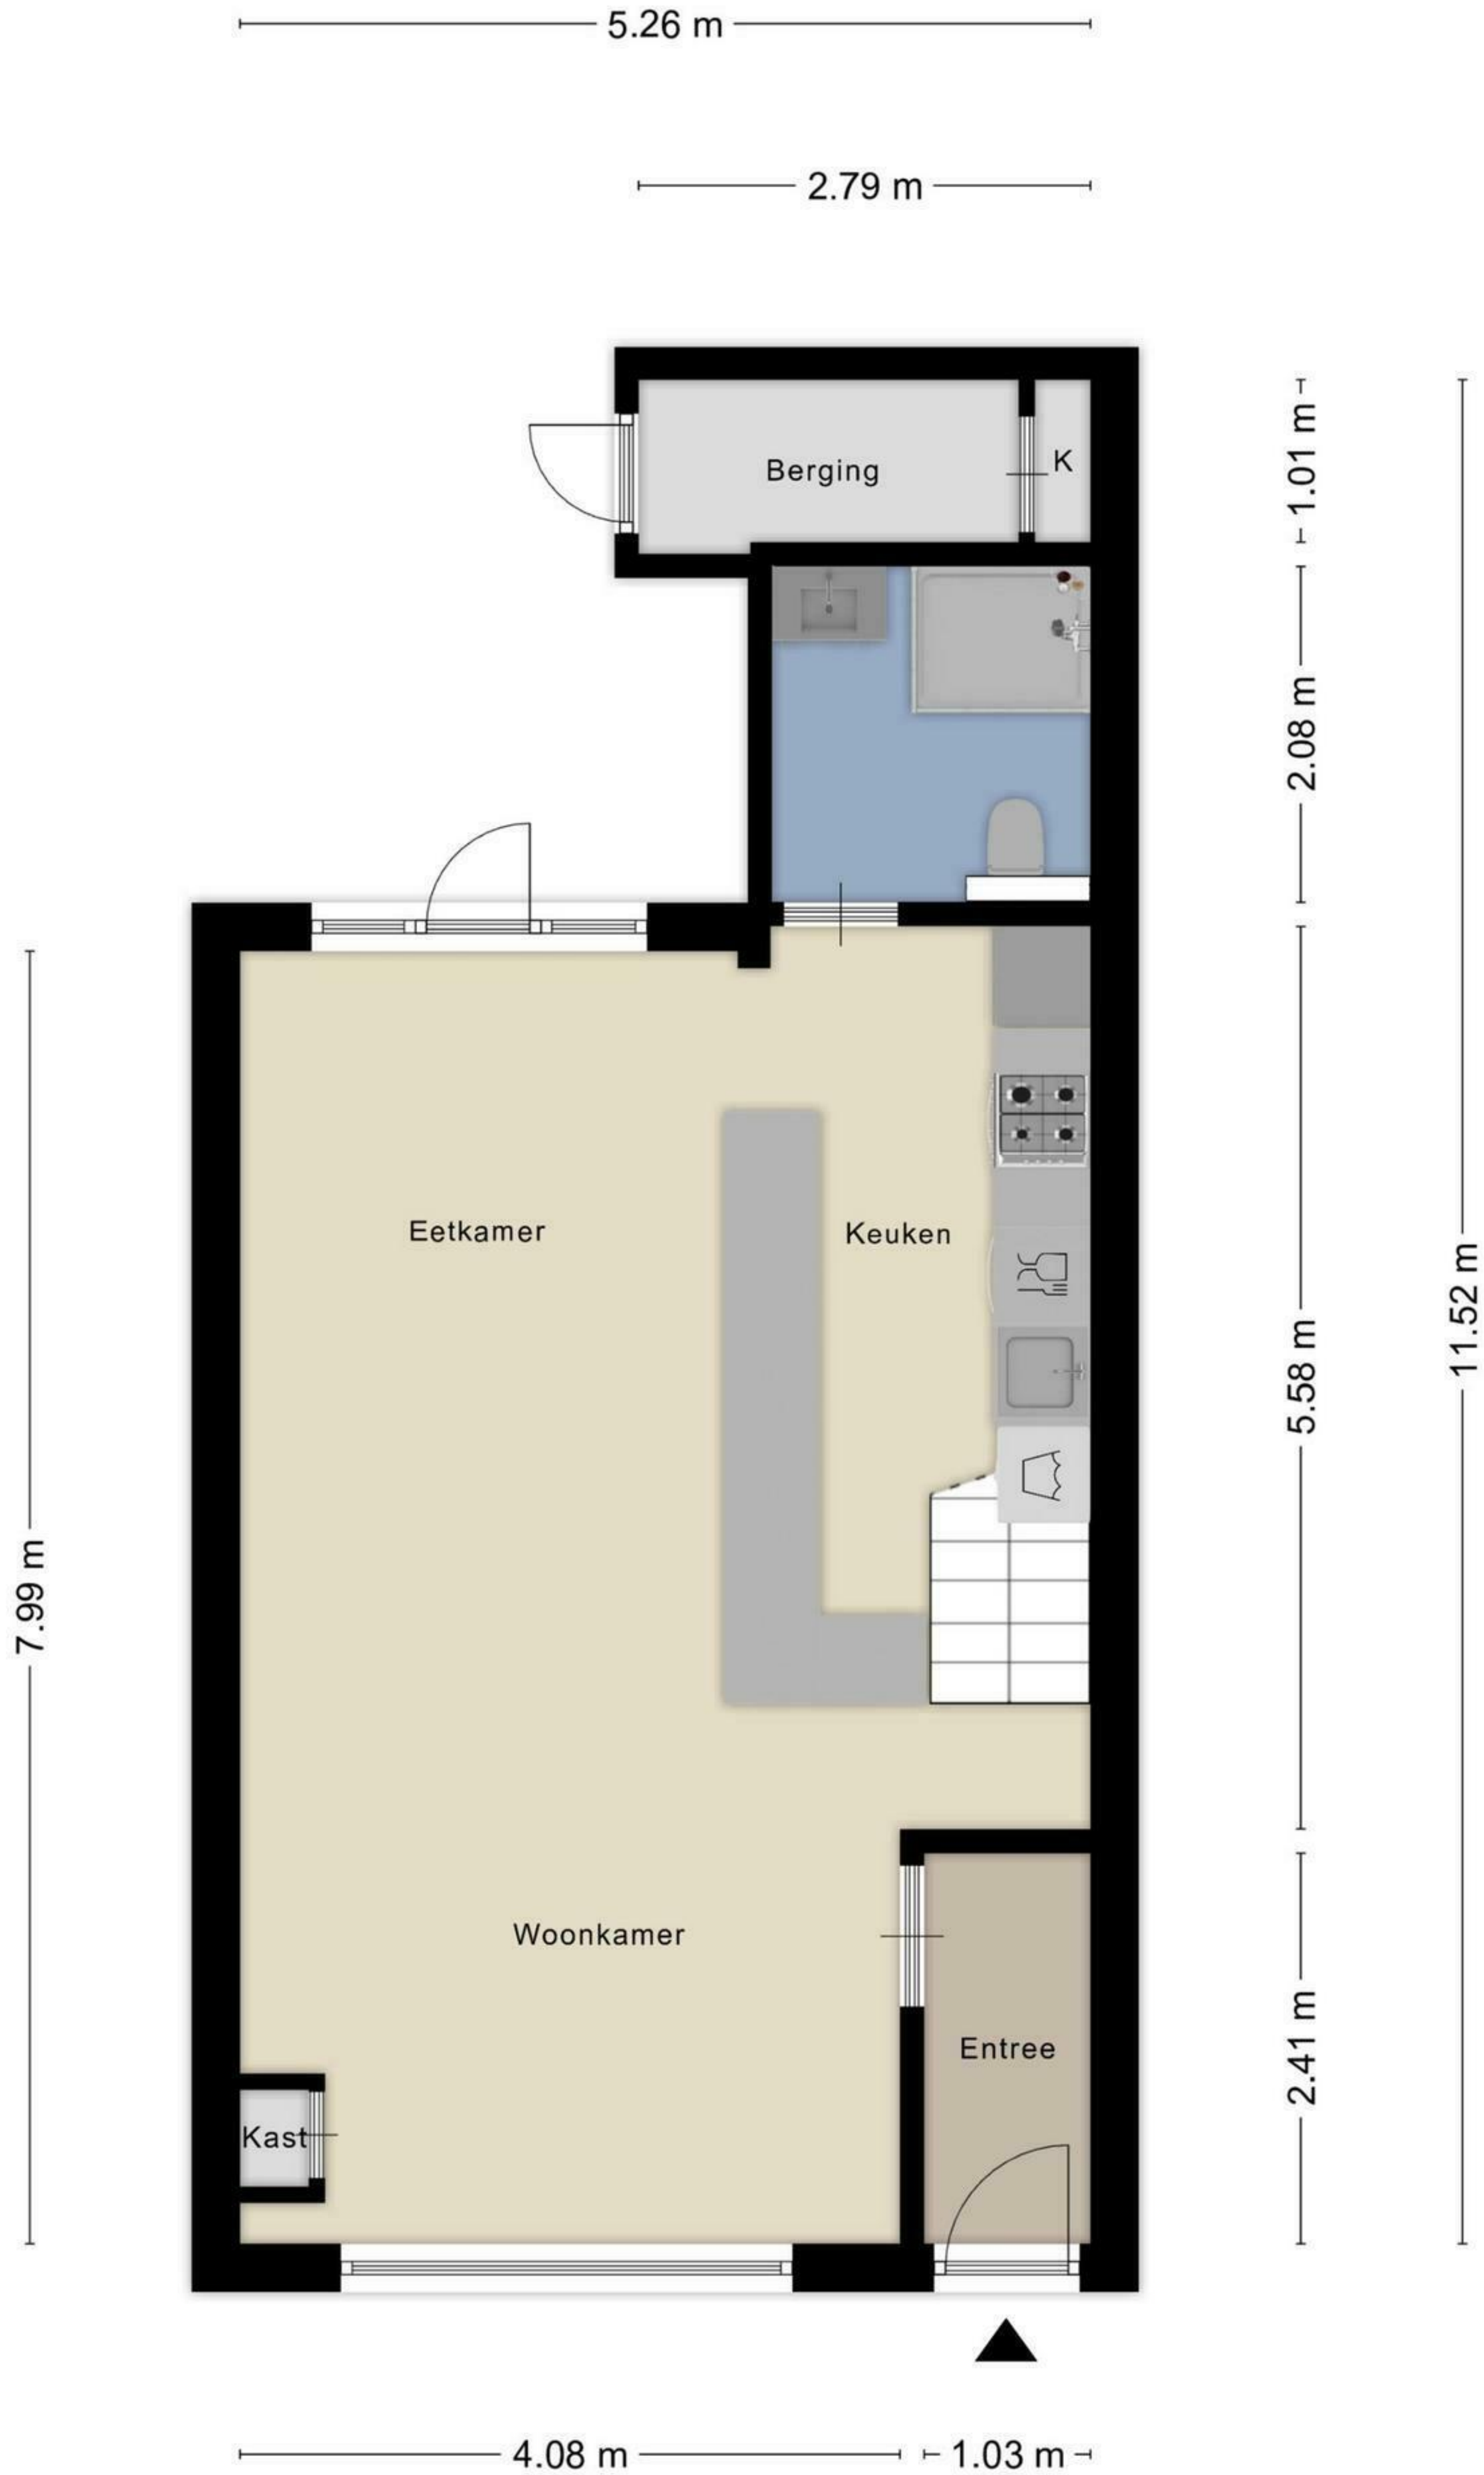 5.26 m
2.79 m
Berging
K
1.01 m
2.08 m
Eetkamer
Keuken
11.52 m
5.58 m
7.99 m
Woonkamer
Entree
2.41 m
Kast
4.08 m
1.03 m